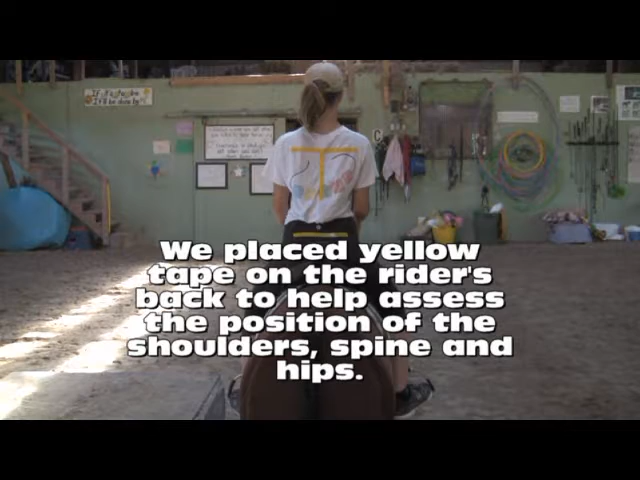 We placed yellow
tape on the rider's
back to help assess
the position of the
shoulders, spine and
hips.
C